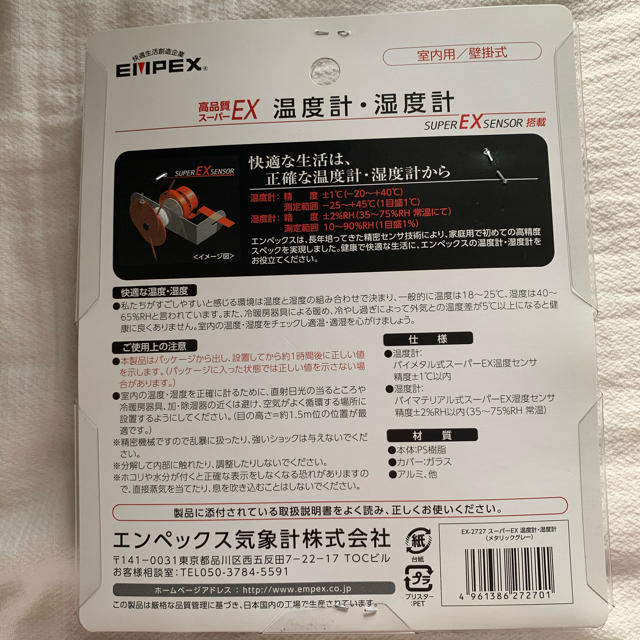 快適生活創造企業
EMPEX®
室内用/壁掛式
高品質
スーパーEX 温度計・湿度計
SUPER EX SENSOR 搭載
SUPER EX SENSOR
<イメージ図>
快適な生活は、
正確な温度計・湿度計から
温度計：精　度 ±1℃(−20〜+40℃)
測定範囲 −25〜+45℃(1目盛1℃)
湿度計：精　度 ±2%RH(35〜75%RH 常温にて)
測定範囲 10〜90%RH(1目盛1%)
エンペックスは、長年培ってきた精密センサ技術により、家庭用で初めての高精度
スペックを実現しました。健康で快適な生活に、エンペックスの温度計・湿度計を
お役立てください。
快適な温度・湿度
●私たちがすごしやすいと感じる環境は温度と湿度の組み合わせで決まり、一般的に温度は18〜25℃、湿度は40〜
65%RHと言われています。また、冷暖房器具による暖め、冷やし過ぎによって外気との温度差が5℃以上になると健
康に良くありません。室内の温度・湿度をチェックし適温・適湿を心がけましょう。
ご使用上の注意
●本製品はパッケージから出し、設置してから約1時間後に正しい値
を示します。(パッケージに入った状態では正しい値を示さない場
合があります。)
●室内の温度・湿度を正確に計るために、直射日光の当るところや
冷暖房器具、加・除湿器の近くは避け、空気がよく循環する場所に
設置するようにしてください。(目の高さ=約1.5m位の位置が最
適です。)
※精密機械ですので乱暴に扱ったり、強いショックは与えないでくだ
さい。
※分解して内部に触れたり、調整したりしないでください。
※ホコリや水分が付くと正確な表示をしなくなる恐れがありますの
で、直接蒸気を当てたり、息を吹き込むことはしないでください。
仕　様
●温度計：
バイメタル式スーパーEX温度センサ
精度±1℃以内
●湿度計：
バイマテリアル式スーパーEX湿度センサ
精度±2%RH以内(35〜75%RH 常温)
材　質
●本体：PS樹脂
●カバー：ガラス
●アルミ、他
製品に添付されている取扱説明書をよく読み、正しくお使いください。
エンペックス気象計株式会社
〒141-0031東京都品川区西五反田7-22-17 TOCビル
お客様相談室：TEL050-3784-5591
ホームページアドレス：http://www.empex.co.jp
この製品は厳格な品質管理に基づき、日本国内の工場で生産されています。
紙
台紙
プラ
ブリスター
:PET
EX-2727 スーパーEX 温度計・湿度計
(メタリックグレー)
4 961386 272701